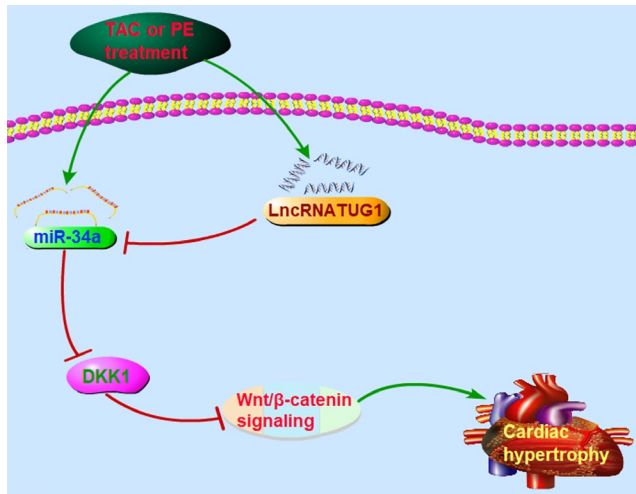 TAC or PE
treatment
LncRNATUG1
miR-34a
DKK1
Wnt/β-catenin
signaling
Cardiac
hypertrophy